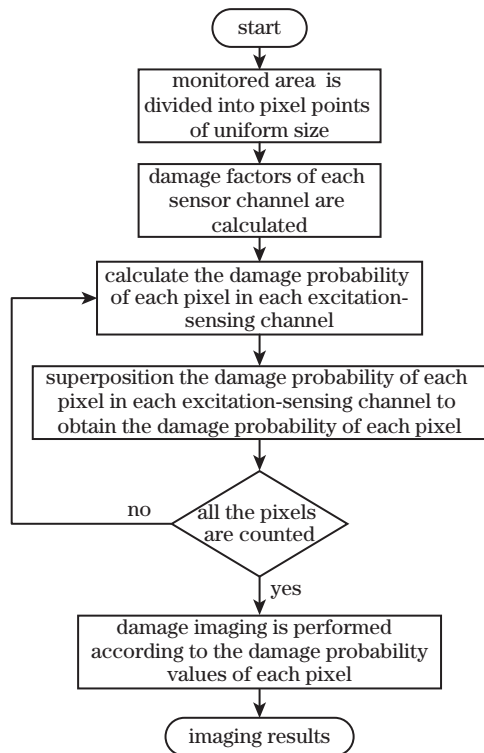 start
monitored area is
divided into pixel points
of uniform size
damage factors of each
sensor channel are
calculated
calculate the damage probability
of each pixel in each excitation-
sensing channel
superposition the damage probability of each
pixel in each excitation-sensing channel to
obtain the damage probability of each pixel
no
all the pixels
are counted
yes
damage imaging is performed
according to the damage probability
values of each pixel
imaging results